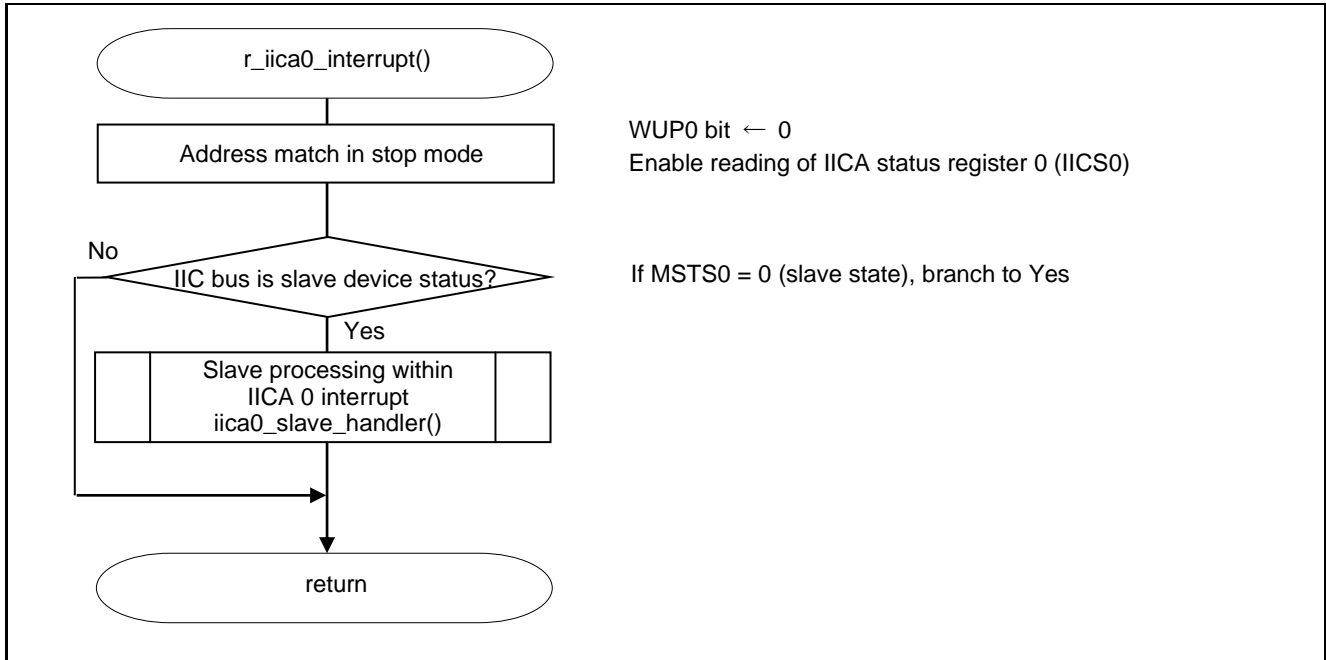 r_iica0_interrupt()
Address match in stop mode
WUP0 bit ← 0
Enable reading of IICA status register 0 (IICS0)
No
IIC bus is slave device status?
If MSTS0 = 0 (slave state), branch to Yes
Yes
Slave processing within
IICA 0 interrupt
iica0_slave_handler()
return